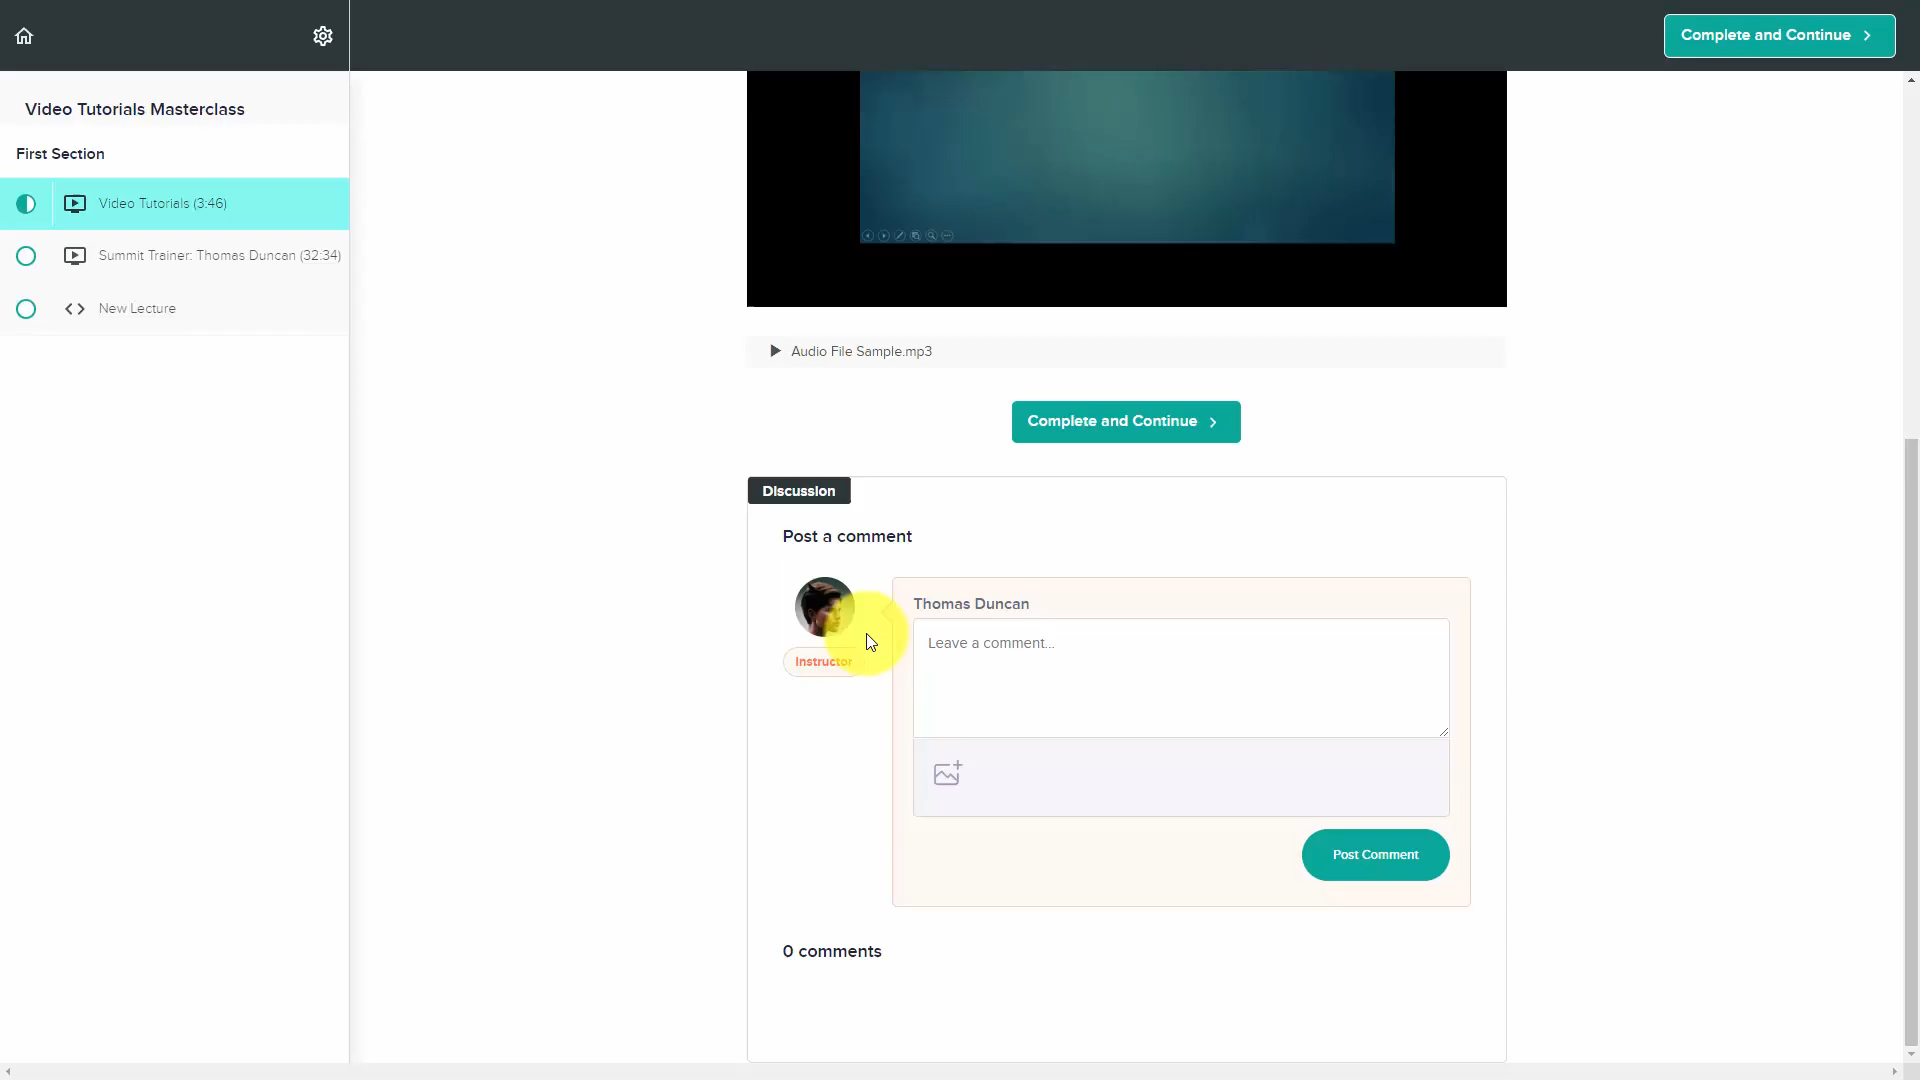 Complete and Continue
Video Tutorials Masterclass
First Section
Video Tutorials (3:46)
Summit Trainer: Thomas Duncan (32:34)
New Lecture
Audio File Sample.mp3
Complete and Continue
Discussion
Post a comment
Thomas Duncan
Instructor
Leave a comment...
Post Comment
0 comments